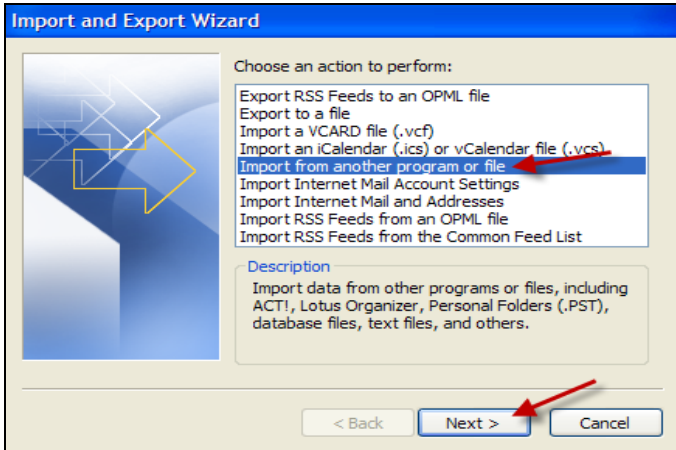 Import and Export Wizard
Choose an action to perform:
Export RSS Feeds to an OPML file
Export to a file
Import a VCARD file (.vcf)
Import an iCalendar (.ics) or vCalendar file (.vcs)
Import from another program or file
Import Internet Mail Account Settings
Import Internet Mail and Addresses
Import RSS Feeds from an OPML file
Import RSS Feeds from the Common Feed List
Description
Import data from other programs or files, including
ACT!, Lotus Organizer, Personal Folders (.PST),
database files, text files, and others.
< Back Next > Cancel